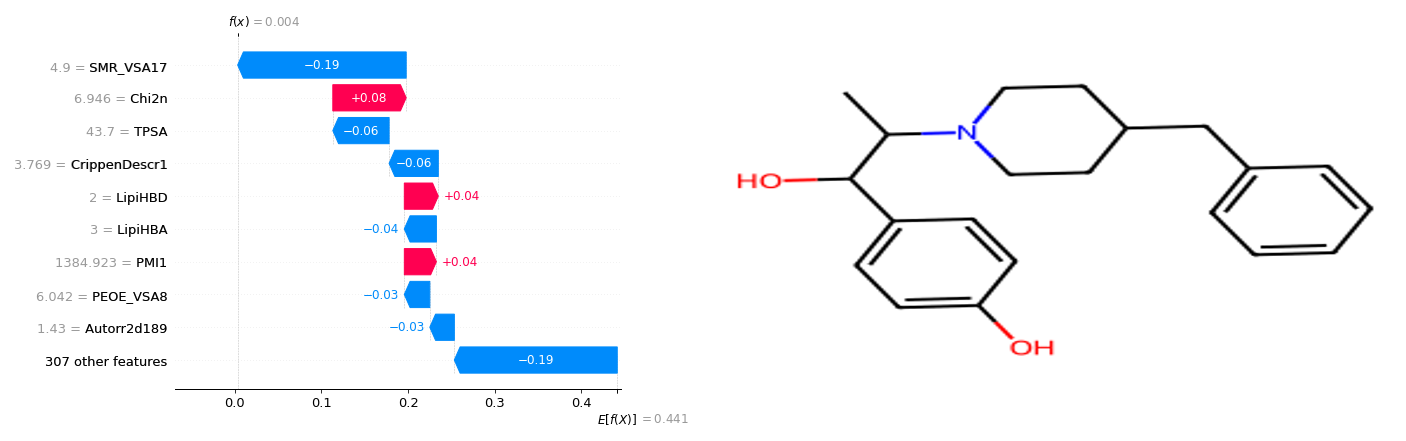 f(x) = 0.004
4.9 = SMR_VSA17
−0.19
6.946 = Chi2n
+0.08
43.7 = TPSA
−0.06
3.769 = CrippenDescr1
−0.06
2 = LipiHBD
+0.04
3 = LipiHBA
−0.04
1384.923 = PMI1
+0.04
6.042 = PEOE_VSA8
−0.03
1.43 = Autorr2d189
−0.03
307 other features
−0.19
0.0 0.1 0.2 0.3 0.4
E[f(X)] = 0.441
N
HO
OH